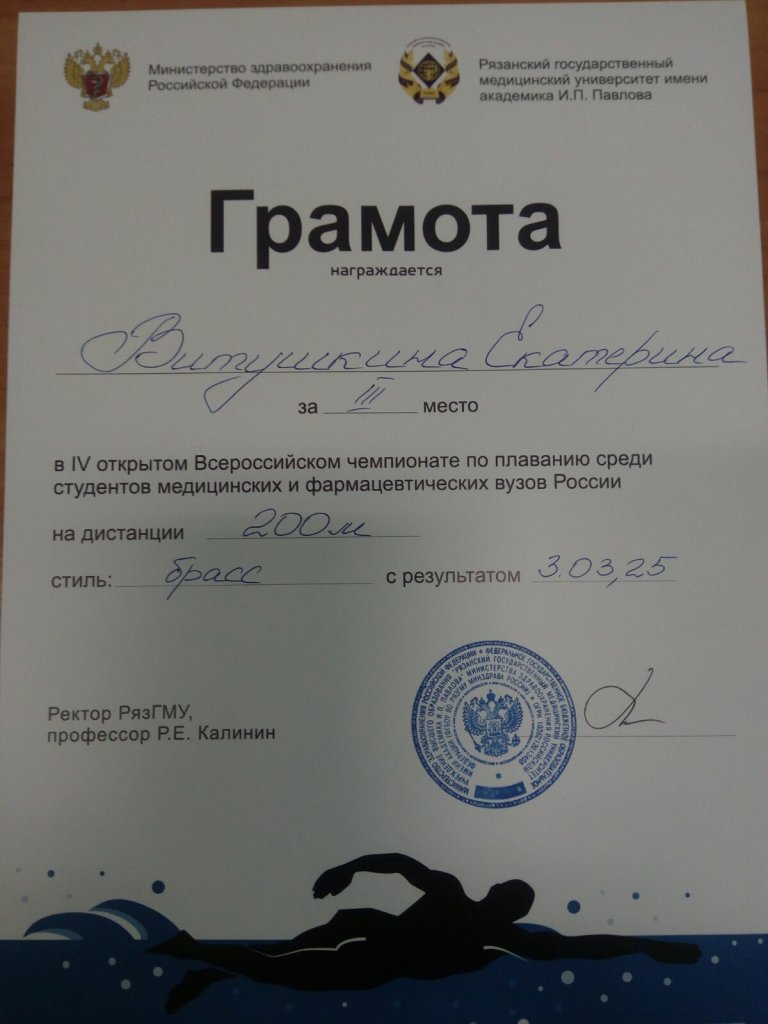 Министерство здравоохранения
Российской Федерации
Рязанский государственный
медицинский университет имени
академика И.П. Павлова
Грамота
награждается
Витушкина Екатерина
за III место
в IV открытом Всероссийском чемпионате по плаванию среди
студентов медицинских и фармацевтических вузов России
на дистанции 200м
стиль: брасс с результатом 3.03,25
Ректор РязГМУ,
профессор Р.Е. Калинин